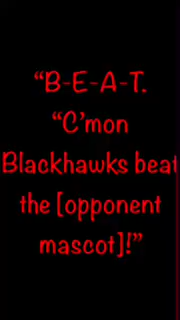 “B-E-A-T.
“C’mon
Blackhawks beat
the [opponent
mascot]!”